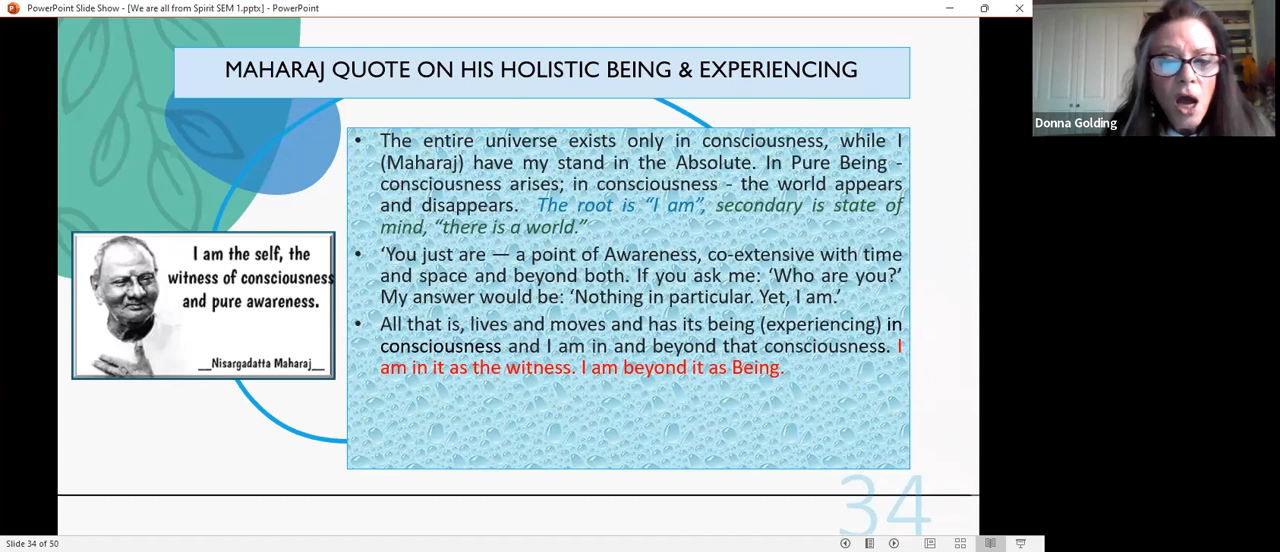 PowerPoint Slide Show - [We are all from Spirit SEM 1.pptx] - PowerPoint
Donna Golding
MAHARAJ QUOTE ON HIS HOLISTIC BEING & EXPERIENCING
• The entire universe exists only in consciousness, while I
(Maharaj) have my stand in the Absolute. In Pure Being -
consciousness arises; in consciousness - the world appears
and disappears. The root is “I am”, secondary is state of
mind, “there is a world.”
• ‘You just are — a point of Awareness, co-extensive with time
and space and beyond both. If you ask me: ‘Who are you?’
My answer would be: ‘Nothing in particular. Yet, I am.’
• All that is, lives and moves and has its being (experiencing) in
consciousness and I am in and beyond that consciousness. I
am in it as the witness. I am beyond it as Being.
I am the self, the
witness of consciousness
and pure awareness.
__Nisargadatta Maharaj__
34
Slide 34 of 50